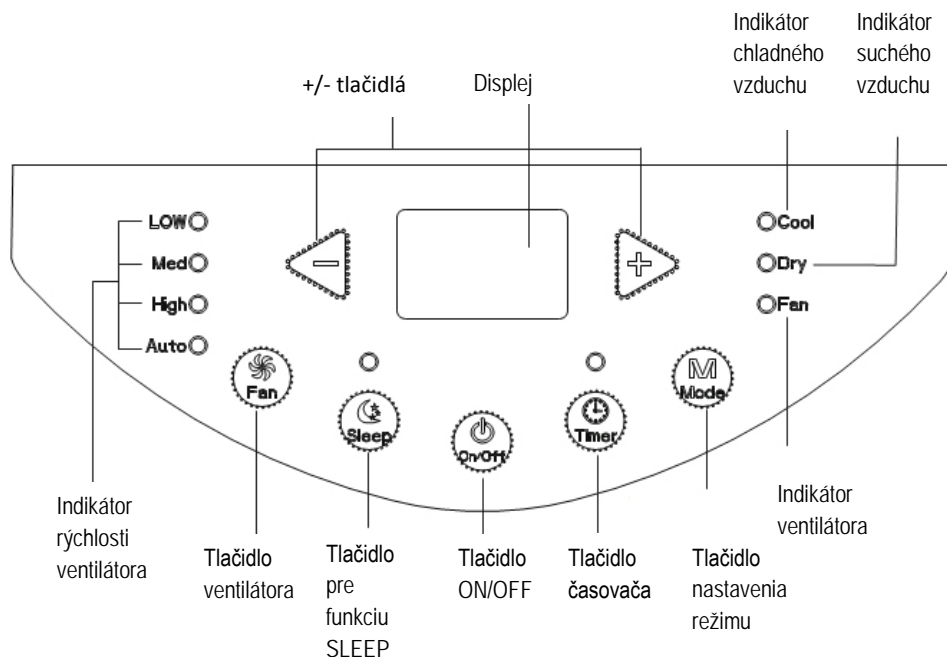 Indikátor
chladného
vzduchu
Indikátor
suchého
vzduchu
+/- tlačidlá
Displej
LOW
Med
High
Auto
Cool
Dry
Fan
Fan
Sleep
On/Off
Timer
M
Mode
Indikátor
rýchlosti
ventilátora
Tlačidlo
ventilátora
Tlačidlo
pre
funkciu
SLEEP
Tlačidlo
ON/OFF
Tlačidlo
časovača
Tlačidlo
nastavenia
režimu
Indikátor
ventilátora